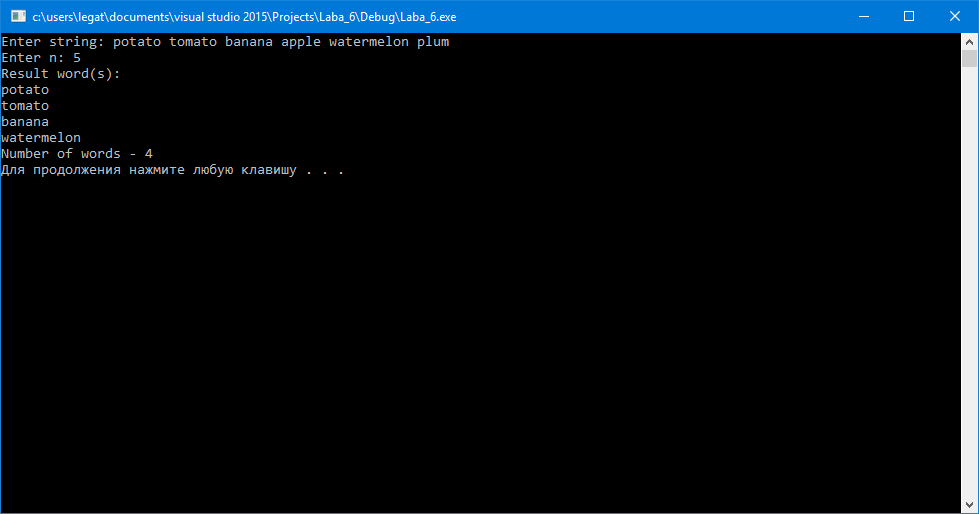 c:\users\legat\documents\visual studio 2015\Projects\Laba_6\Debug\Laba_6.exe
Enter string: potato tomato banana apple watermelon plum
Enter n: 5
Result word(s):
potato
tomato
banana
watermelon
Number of words - 4
Для продолжения нажмите любую клавишу . . .